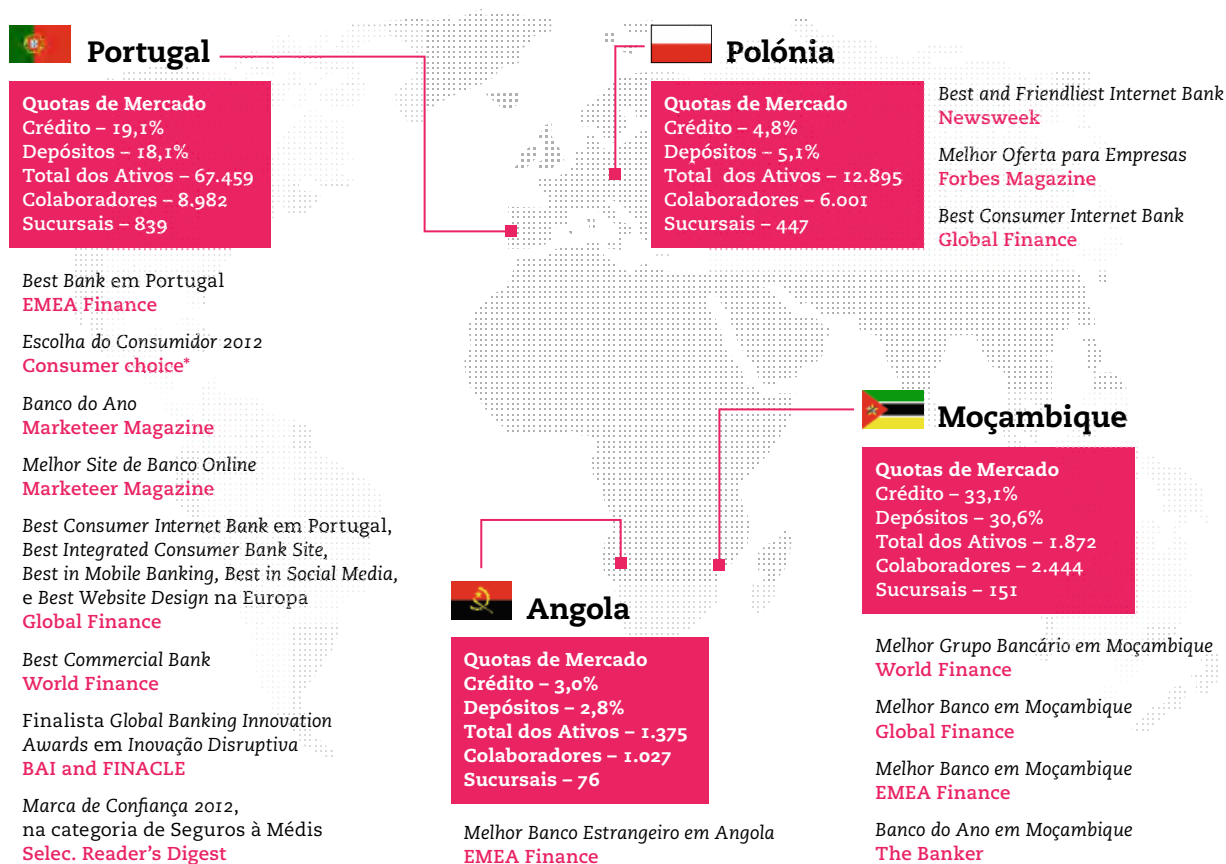 Portugal
Quotas de Mercado
Crédito – 19,1%
Depósitos – 18,1%
Total dos Ativos – 67.459
Colaboradores – 8.982
Sucursais – 839
Best Bank em Portugal
EMEA Finance
Escolha do Consumidor 2012
Consumer choice*
Banco do Ano
Marketeer Magazine
Melhor Site de Banco Online
Marketeer Magazine
Best Consumer Internet Bank em Portugal,
Best Integrated Consumer Bank Site,
Best in Mobile Banking, Best in Social Media,
e Best Website Design na Europa
Global Finance
Best Commercial Bank
World Finance
Finalista Global Banking Innovation
Awards em Inovação Disruptiva
BAI and FINACLE
Marca de Confiança 2012,
na categoria de Seguros à Médis
Selec. Reader's Digest
Polónia
Quotas de Mercado
Crédito – 4,8%
Depósitos – 5,1%
Total dos Ativos – 12.895
Colaboradores – 6.001
Sucursais – 447
Best and Friendliest Internet Bank
Newsweek
Melhor Oferta para Empresas
Forbes Magazine
Best Consumer Internet Bank
Global Finance
Angola
Quotas de Mercado
Crédito – 3,0%
Depósitos – 2,8%
Total dos Ativos – 1.375
Colaboradores – 1.027
Sucursais – 76
Melhor Banco Estrangeiro em Angola
EMEA Finance
Moçambique
Quotas de Mercado
Crédito – 33,1%
Depósitos – 30,6%
Total dos Ativos – 1.872
Colaboradores – 2.444
Sucursais – 151
Melhor Grupo Bancário em Moçambique
World Finance
Melhor Banco em Moçambique
Global Finance
Melhor Banco em Moçambique
EMEA Finance
Banco do Ano em Moçambique
The Banker